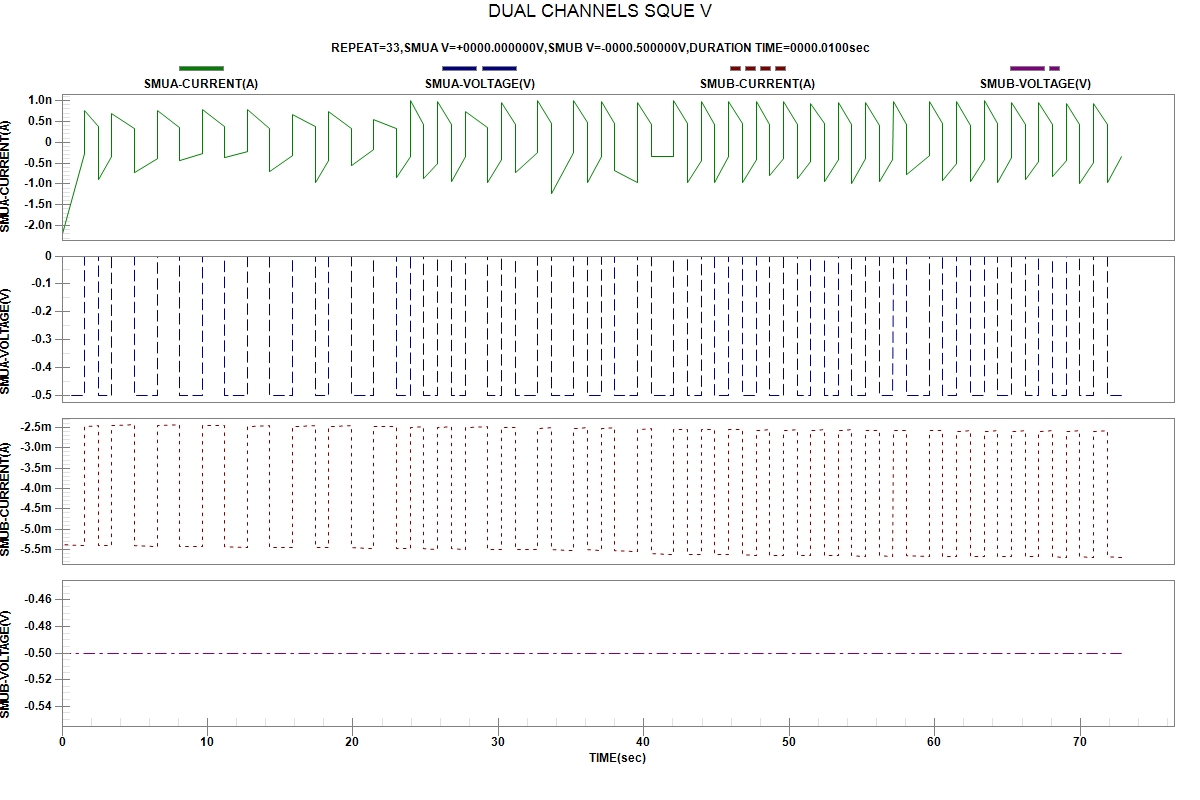 DUAL CHANNELS SQUE V
REPEAT=33,SMUA V=+0000.000000V,SMUB V=-0000.500000V,DURATION TIME=0000.0100sec
SMUA-CURRENT(A) SMUA-VOLTAGE(V) SMUB-CURRENT(A) SMUB-VOLTAGE(V)
SMUA-CURRENT(A)
1.0n
0.5n
0
-0.5n
-1.0n
-1.5n
-2.0n
SMUA-VOLTAGE(V)
0
-0.1
-0.2
-0.3
-0.4
-0.5
SMUB-CURRENT(A)
-2.5m
-3.0m
-3.5m
-4.0m
-4.5m
-5.0m
-5.5m
SMUB-VOLTAGE(V)
-0.46
-0.48
-0.50
-0.52
-0.54
0 10 20 30 40 50 60 70
TIME(sec)